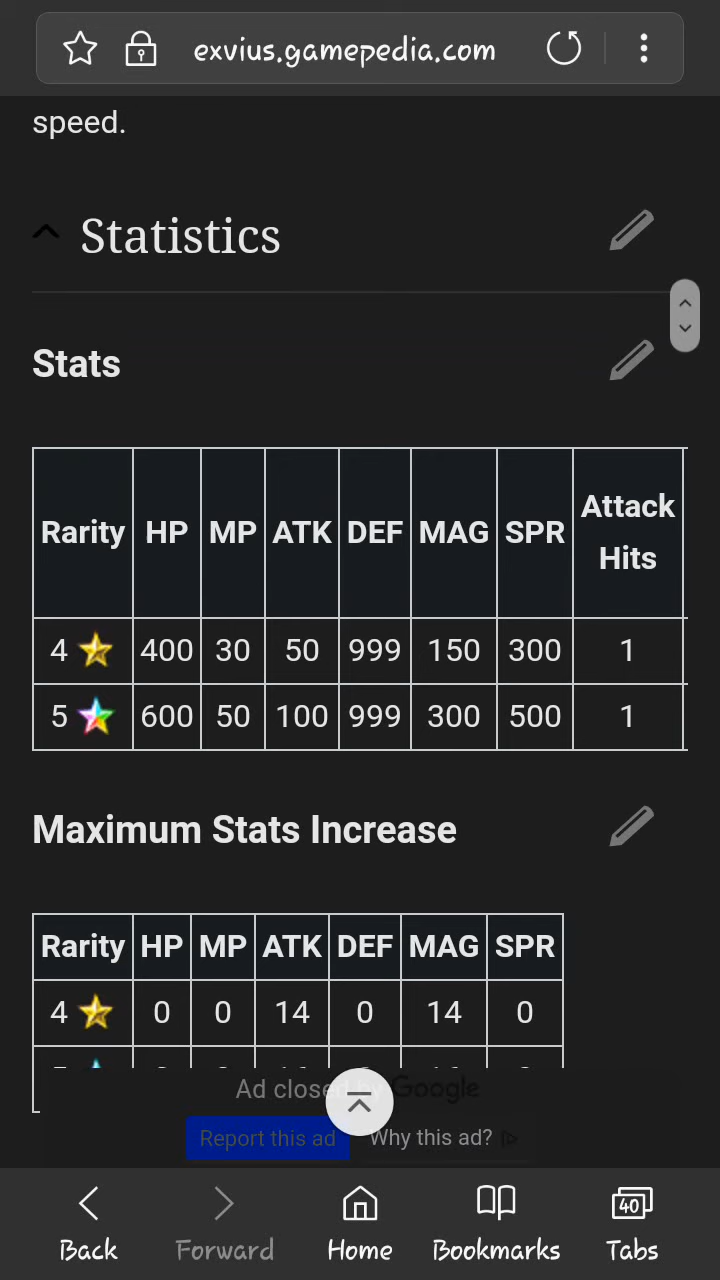 exvius.gamepedia.com
speed.
Statistics
Stats
Rarity HP MP ATK DEF MAG SPR Attack Hits
4 400 30 50 999 150 300 1
5 600 50 100 999 300 500 1
Maximum Stats Increase
Rarity HP MP ATK DEF MAG SPR
4 0 0 14 0 14 0
Ad closed by Google
Report this ad Why this ad?
Back Forward Home Bookmarks 40 Tabs